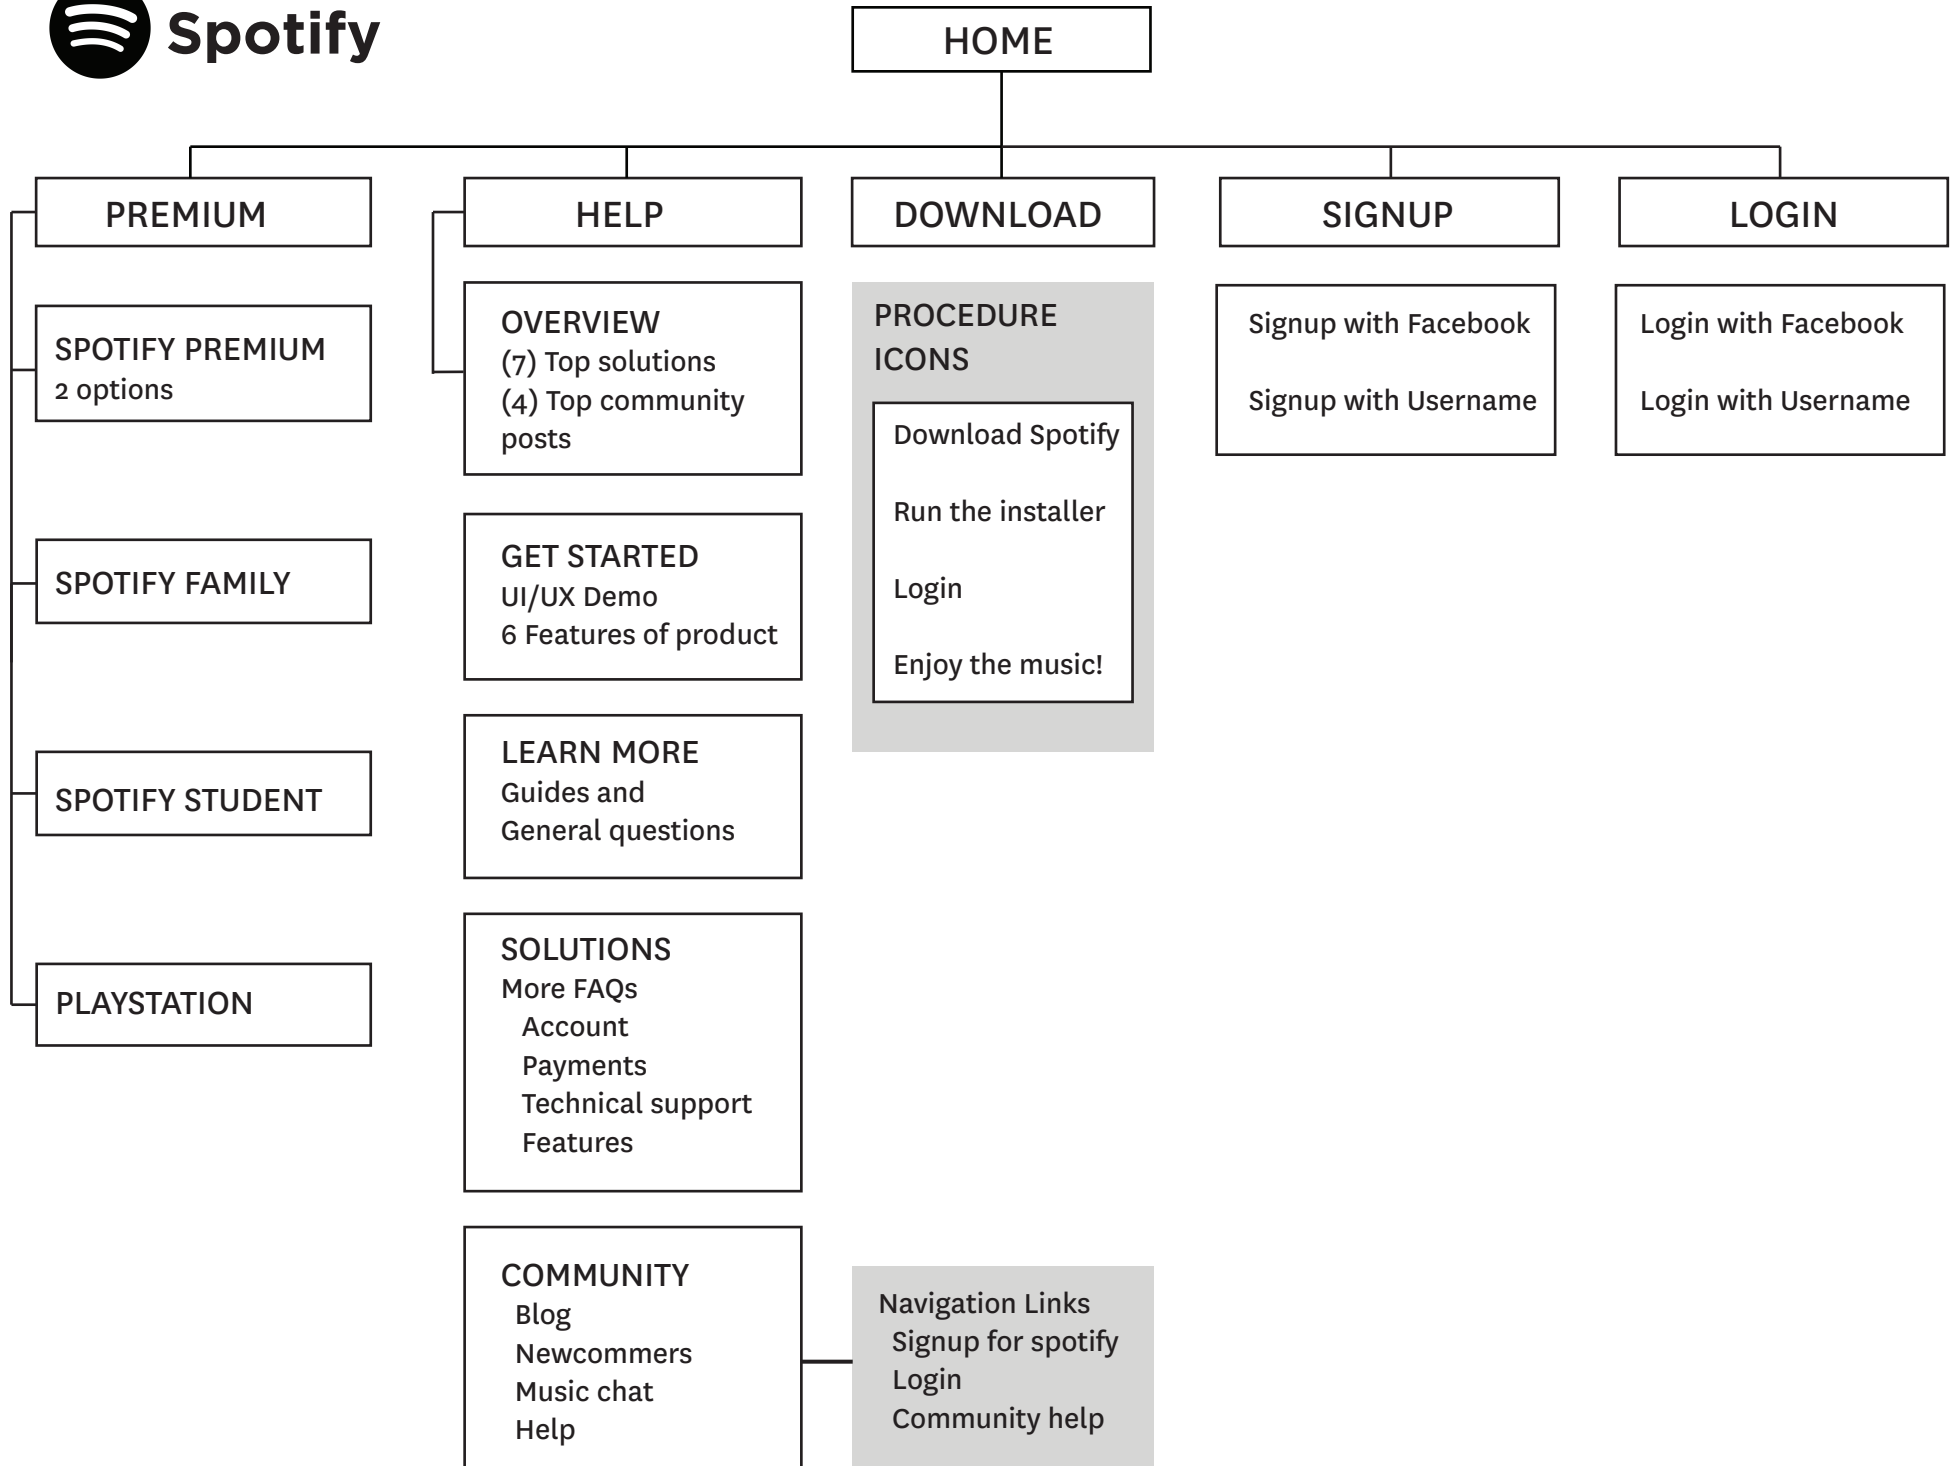 Spotify
HOME
PREMIUM
HELP
DOWNLOAD
SIGNUP
LOGIN
SPOTIFY PREMIUM
2 options
SPOTIFY FAMILY
SPOTIFY STUDENT
PLAYSTATION
OVERVIEW
(7) Top solutions
(4) Top community
posts
GET STARTED
UI/UX Demo
6 Features of product
LEARN MORE
Guides and
General questions
SOLUTIONS
More FAQs
Account
Payments
Technical support
Features
COMMUNITY
Blog
Newcommers
Music chat
Help
PROCEDURE
ICONS
Download Spotify
Run the installer
Login
Enjoy the music!
Navigation Links
Signup for spotify
Login
Community help
Signup with Facebook
Signup with Username
Login with Facebook
Login with Username